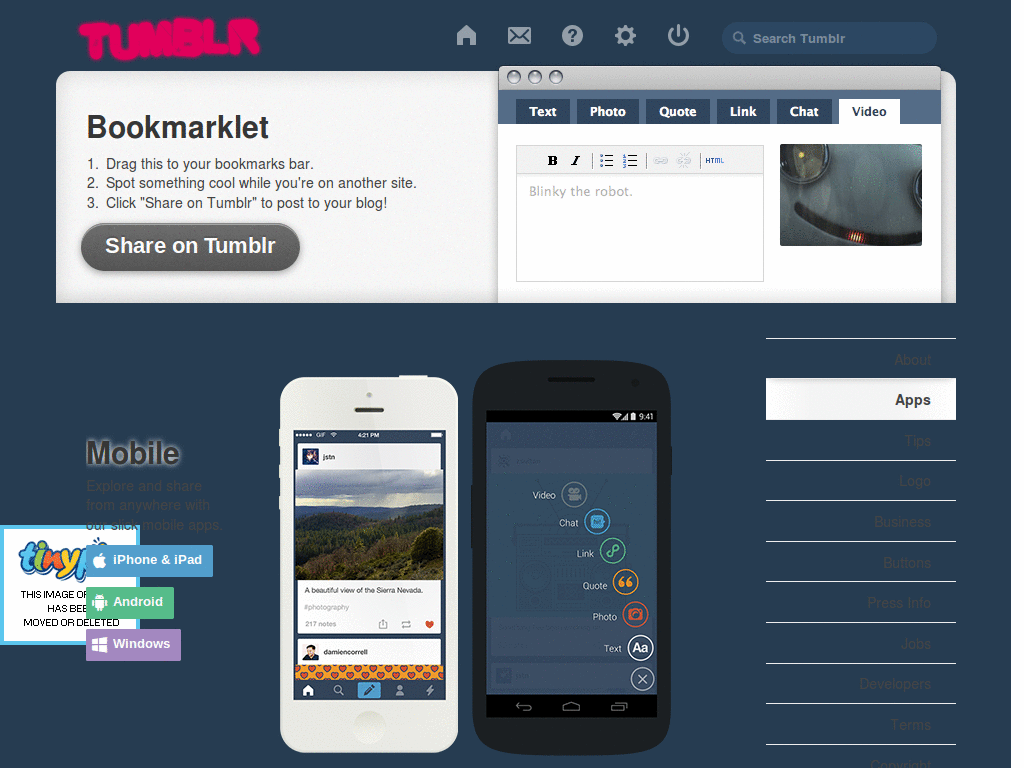 TUMBLR
Search Tumblr
Bookmarklet
1. Drag this to your bookmarks bar.
2. Spot something cool while you're on another site.
3. Click "Share on Tumblr" to post to your blog!
Share on Tumblr
Text Photo Quote Link Chat Video
B I HTML
Blinky the robot.
About
Apps
Tips
Logo
Business
Buttons
Press Info
Jobs
Developers
Terms
Copyright
Mobile
Explore and share
from anywhere with
our slick mobile apps.
iPhone & iPad
Android
Windows
tinyp
THIS IMAGE
HAS BEE
MOVED OR DELETED
GIF 4:21 PM
jstn
A beautiful view of the Sierra Nevada.
#photography
217 notes
damiencorrell
9:41
Video
Chat
Link
Quote
Photo
Text Aa